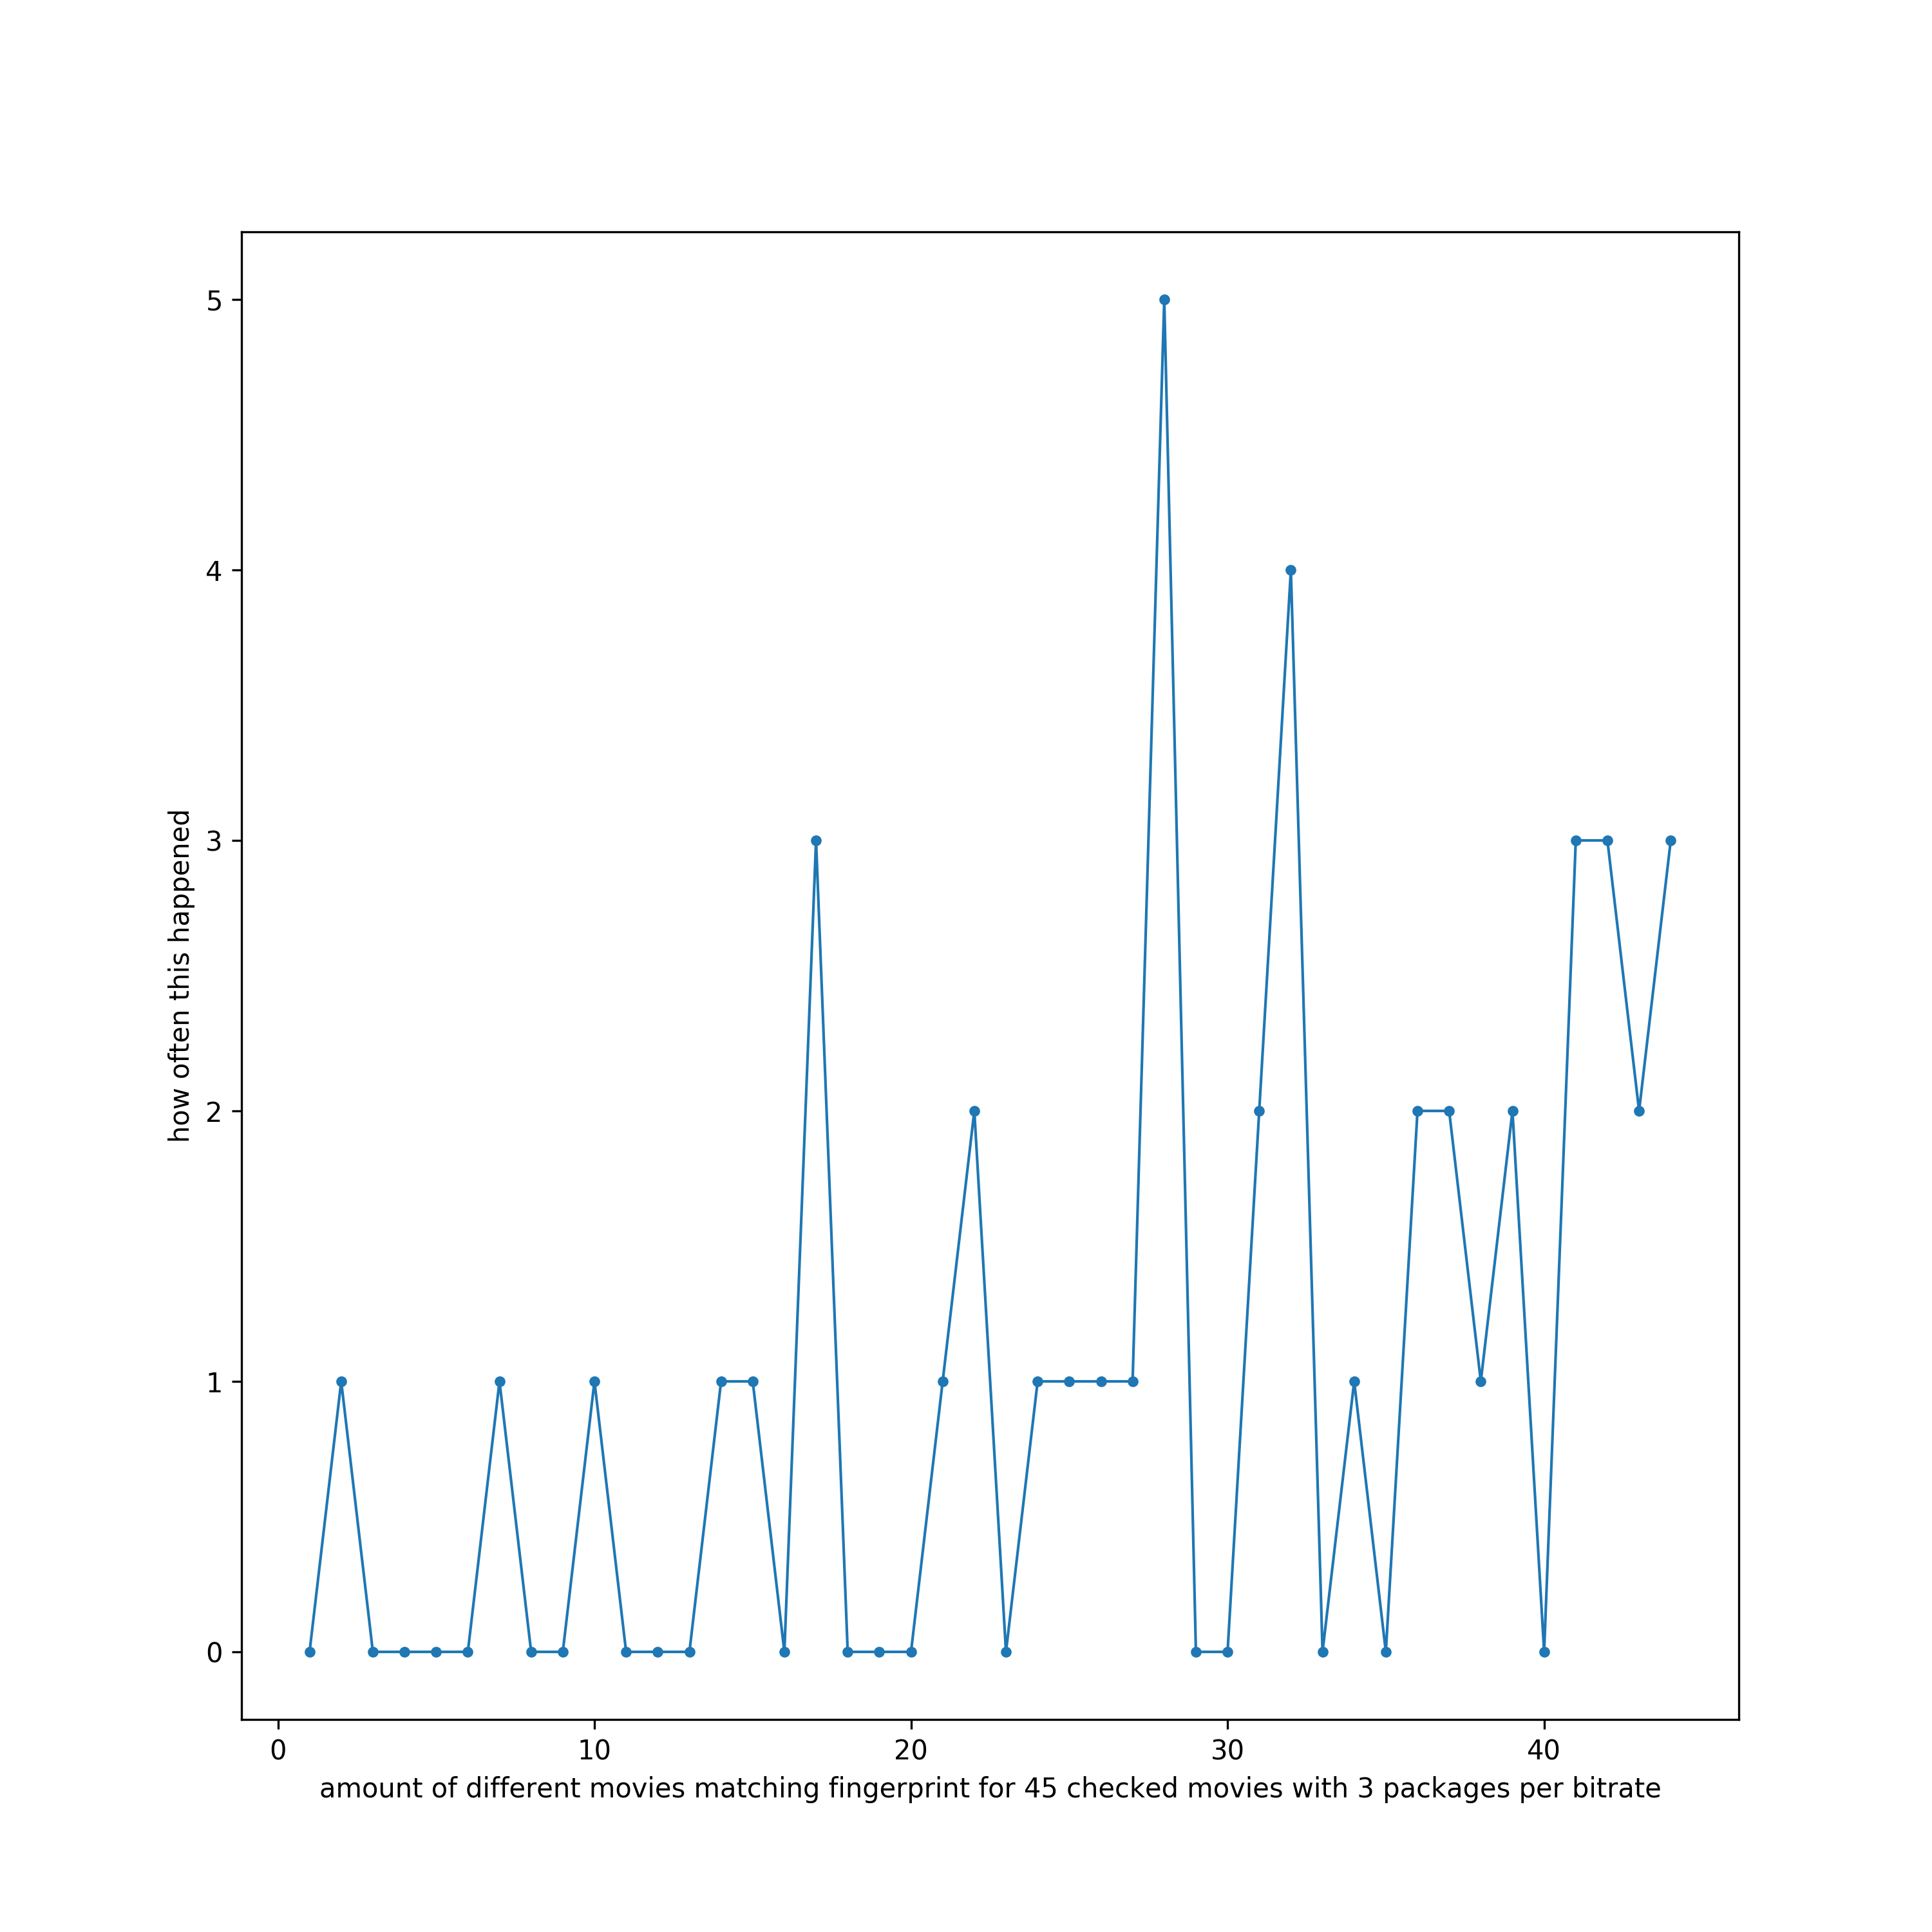 5
4
3
2
1
0
how often this happened
0 10 20 30 40
amount of different movies matching fingerprint for 45 checked movies with 3 packages per bitrate